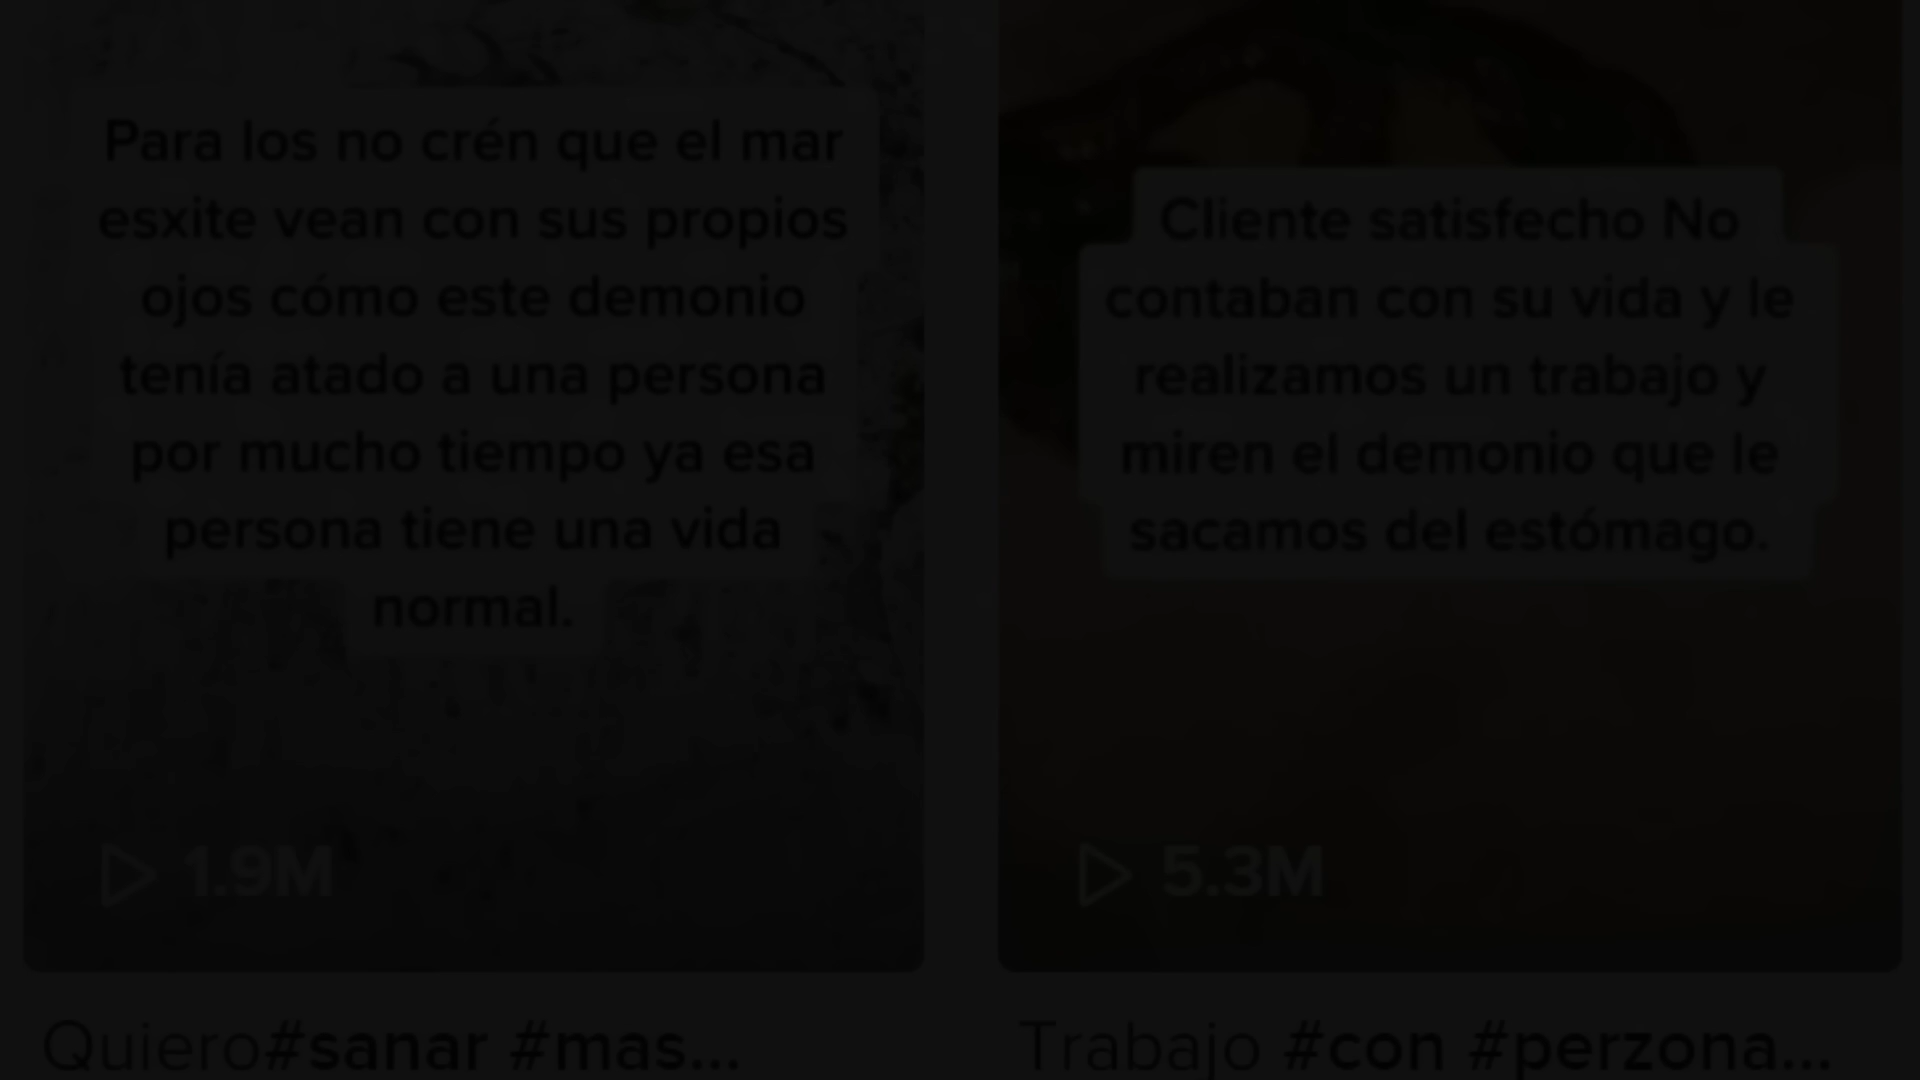 Para los no crén que el mar
esxite vean con sus propios
ojos cómo este demonio
tenía atado a una persona
por mucho tiempo ya esa
persona tiene una vida
normal.
1.9M
Quiero#sanar #mas...
Cliente satisfecho No
contaban con su vida y le
realizamos un trabajo y
miren el demonio que le
sacamos del estómago.
5.3M
Trabajo #con #perzona...